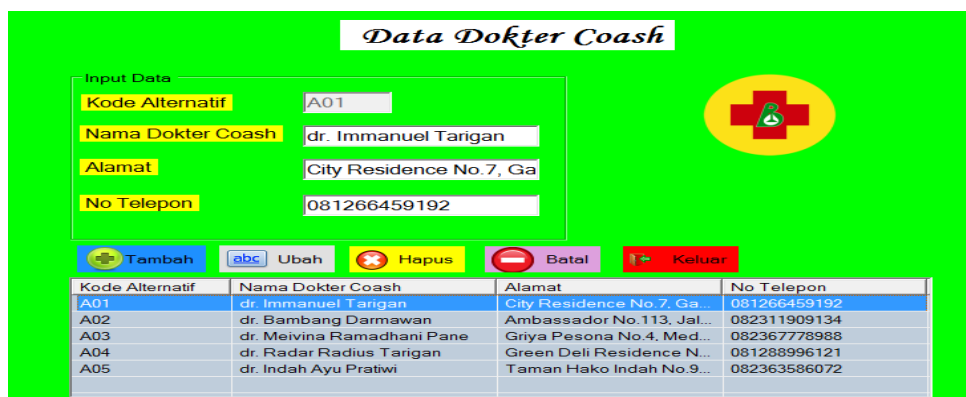 Data Dokter Coash
Input Data
Kode Alternatif A01
Nama Dokter Coash dr. Immanuel Tarigan
Alamat City Residence No.7, Ga
No Telepon 081266459192
Tambah abc Ubah Hapus Batal Keluar
Kode Alternatif Nama Dokter Coash Alamat No Telepon
A01 dr. Immanuel Tarigan City Residence No.7, Ga... 081266459192
A02 dr. Bambang Darmawan Ambassador No.113, Jal... 082311909134
A03 dr. Meivina Ramadhani Pane Griya Pesona No.4, Med... 082367778988
A04 dr. Radar Radius Tarigan Green Deli Residence N... 081288996121
A05 dr. Indah Ayu Pratiwi Taman Hako Indah No.9... 082363586072